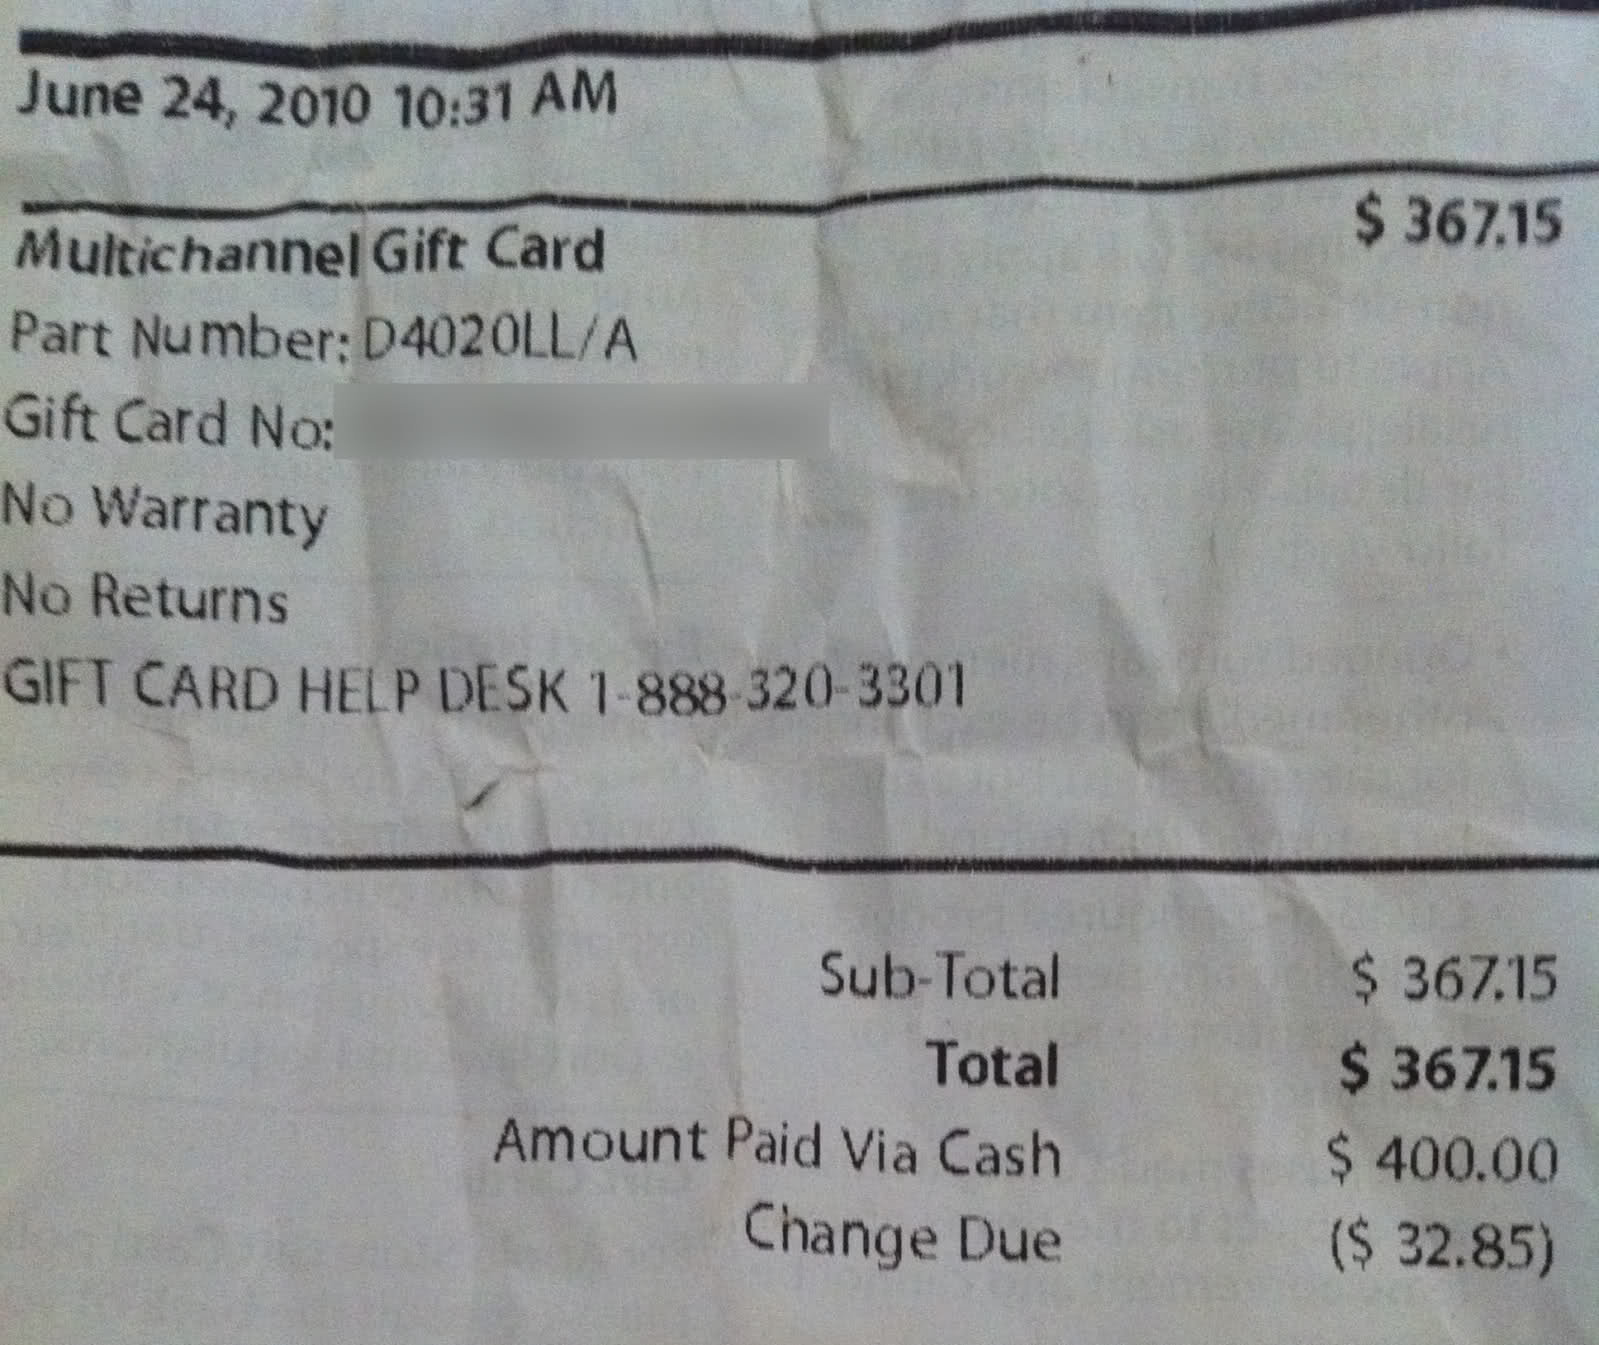 June 24, 2010 10:31 AM
Multichannel Gift Card $ 367.15
Part Number: D4020LL/A
Gift Card No:
No Warranty
No Returns
GIFT CARD HELP DESK 1-888-320-3301
Sub-Total $ 367.15
Total $ 367.15
Amount Paid Via Cash $ 400.00
Change Due ($ 32.85)